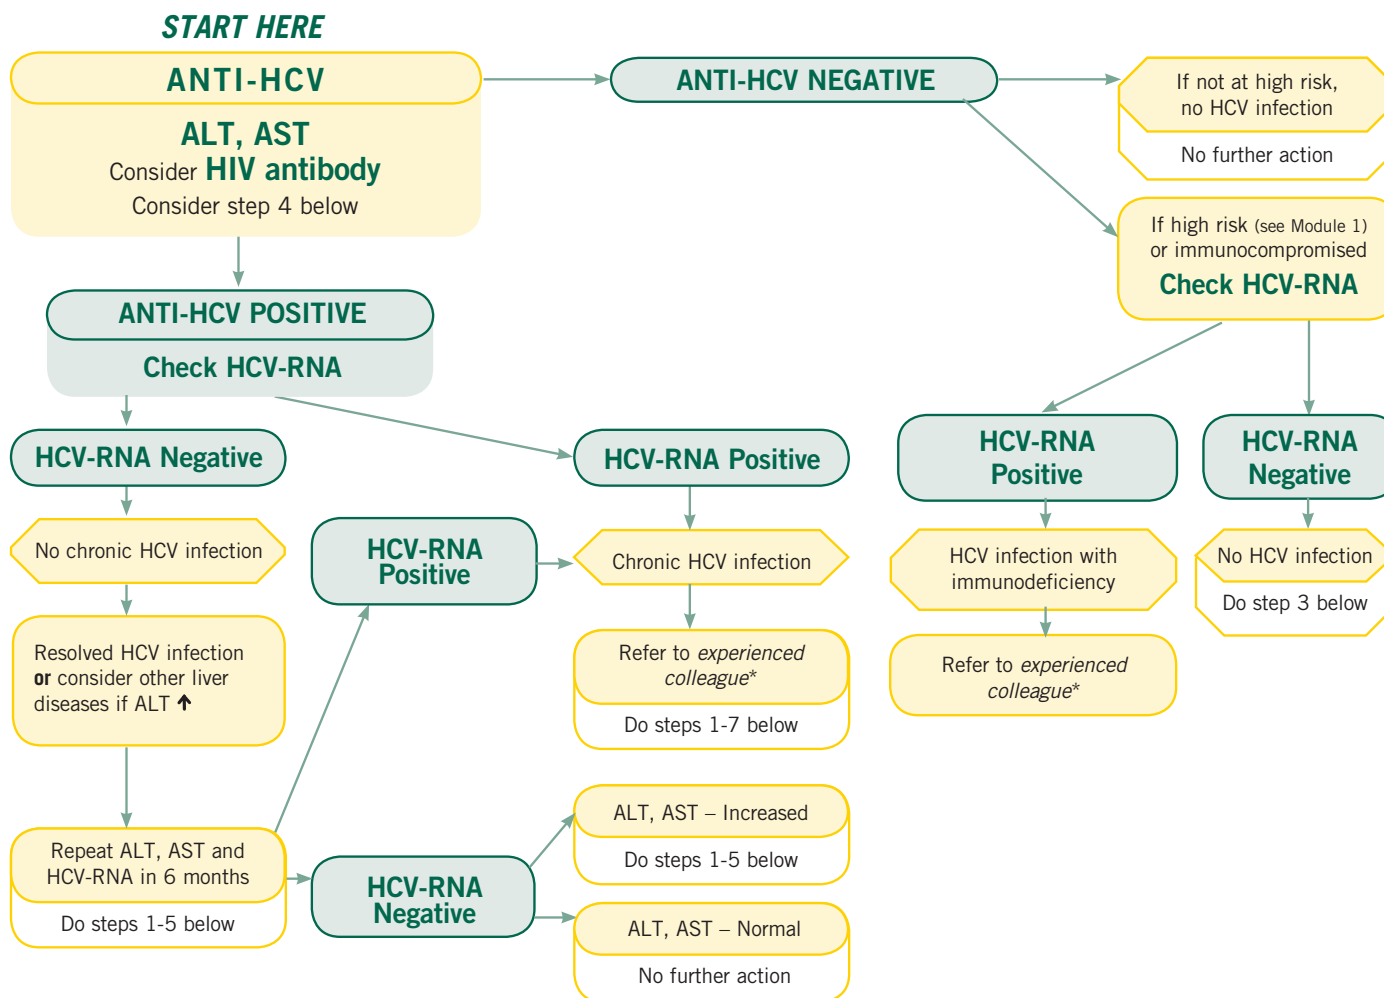 START HERE
ANTI-HCV
ALT, AST
Consider HIV antibody
Consider step 4 below
ANTI-HCV NEGATIVE
If not at high risk,
no HCV infection
No further action
If high risk (see Module 1)
or immunocompromised
Check HCV-RNA
ANTI-HCV POSITIVE
Check HCV-RNA
HCV-RNA Negative
HCV-RNA Positive
HCV-RNA
Positive
HCV-RNA
Negative
No chronic HCV infection
HCV-RNA
Positive
Chronic HCV infection
HCV infection with
immunodeficiency
No HCV infection
Do step 3 below
Resolved HCV infection
or consider other liver
diseases if ALT ↑
Refer to experienced
colleague*
Do steps 1-7 below
Refer to experienced
colleague*
Repeat ALT, AST and
HCV-RNA in 6 months
Do steps 1-5 below
HCV-RNA
Negative
ALT, AST – Increased
Do steps 1-5 below
ALT, AST – Normal
No further action